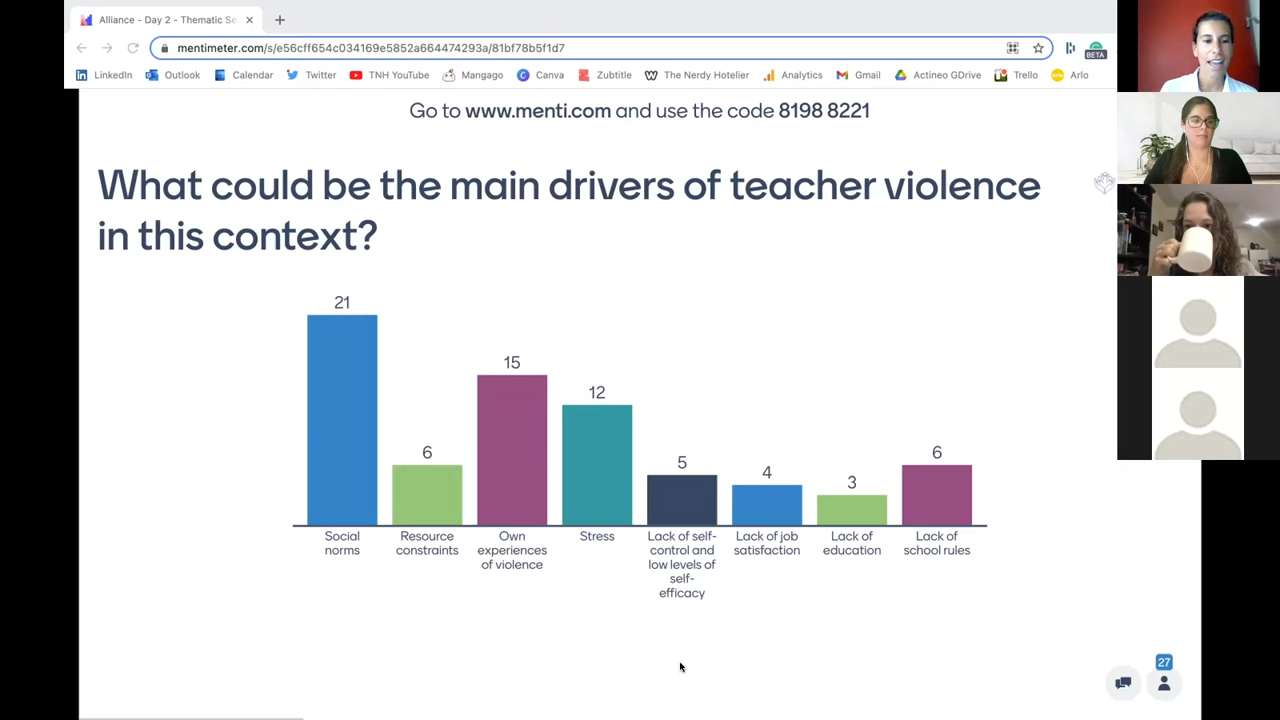 Alliance - Day 2 - Thematic Se
mentimeter.com/s/e56cff654c034169e5852a664474293a/81bf78b5f1d7
BETA
LinkedIn Outlook Calendar Twitter TNH YouTube Mangago Canva Zubtitle The Nerdy Hotelier Analytics Gmail Actineo GDrive Trello Arlo
Go to www.menti.com and use the code 8198 8221
What could be the main drivers of teacher violence
in this context?
21
6
15
12
5
4
3
6
Social
norms
Resource
constraints
Own
experiences
of violence
Stress
Lack of self-
control and
low levels of
self-
efficacy
Lack of job
satisfaction
Lack of
education
Lack of
school rules
27